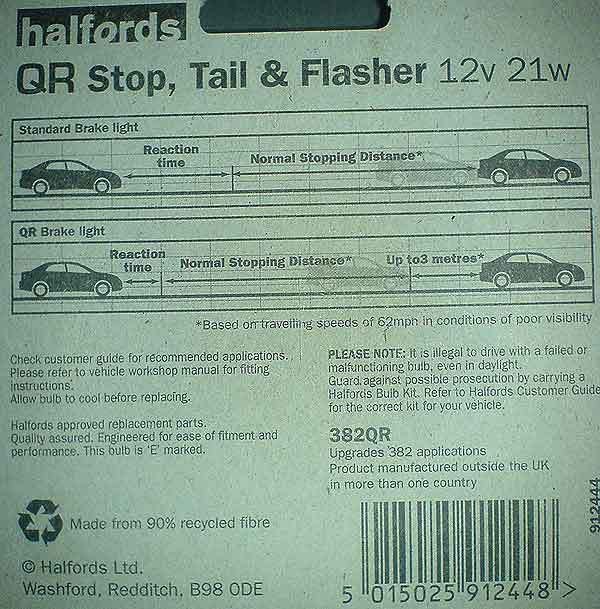 halfords
QR Stop, Tail & Flasher 12v 21w
Standard Brake light
Reaction time
Normal Stopping Distance*
QR Brake light
Reaction time
Normal Stopping Distance*
Up to3 metres*
*Based on travelling speeds of 62mph in conditions of poor visibility
Check customer guide for recommended applications.
Please refer to vehicle workshop manual for fitting
instructions.
Allow bulb to cool before replacing.
Halfords approved replacement parts.
Quality assured. Engineered for ease of fitment and
performance. This bulb is 'E' marked.
PLEASE NOTE: It is illegal to drive with a failed or
malfunctioning bulb, even in daylight.
Guard against possible prosecution by carrying a
Halfords Bulb Kit. Refer to Halfords Customer Guide
for the correct kit for your vehicle.
382QR
Upgrades 382 applications
Product manufactured outside the UK
in more than one country
Made from 90% recycled fibre
© Halfords Ltd.
Washford, Redditch, B98 0DE
912444
5 015025 912448 >